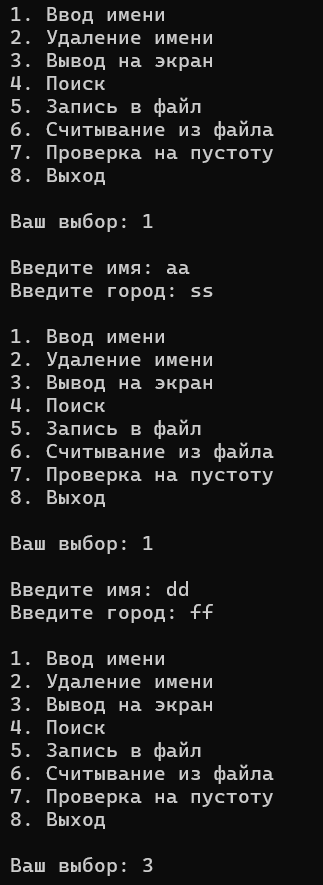 1. Ввод имени
2. Удаление имени
3. Вывод на экран
4. Поиск
5. Запись в файл
6. Считывание из файла
7. Проверка на пустоту
8. Выход
Ваш выбор: 1
Введите имя: aa
Введите город: ss
1. Ввод имени
2. Удаление имени
3. Вывод на экран
4. Поиск
5. Запись в файл
6. Считывание из файла
7. Проверка на пустоту
8. Выход
Ваш выбор: 1
Введите имя: dd
Введите город: ff
1. Ввод имени
2. Удаление имени
3. Вывод на экран
4. Поиск
5. Запись в файл
6. Считывание из файла
7. Проверка на пустоту
8. Выход
Ваш выбор: 3